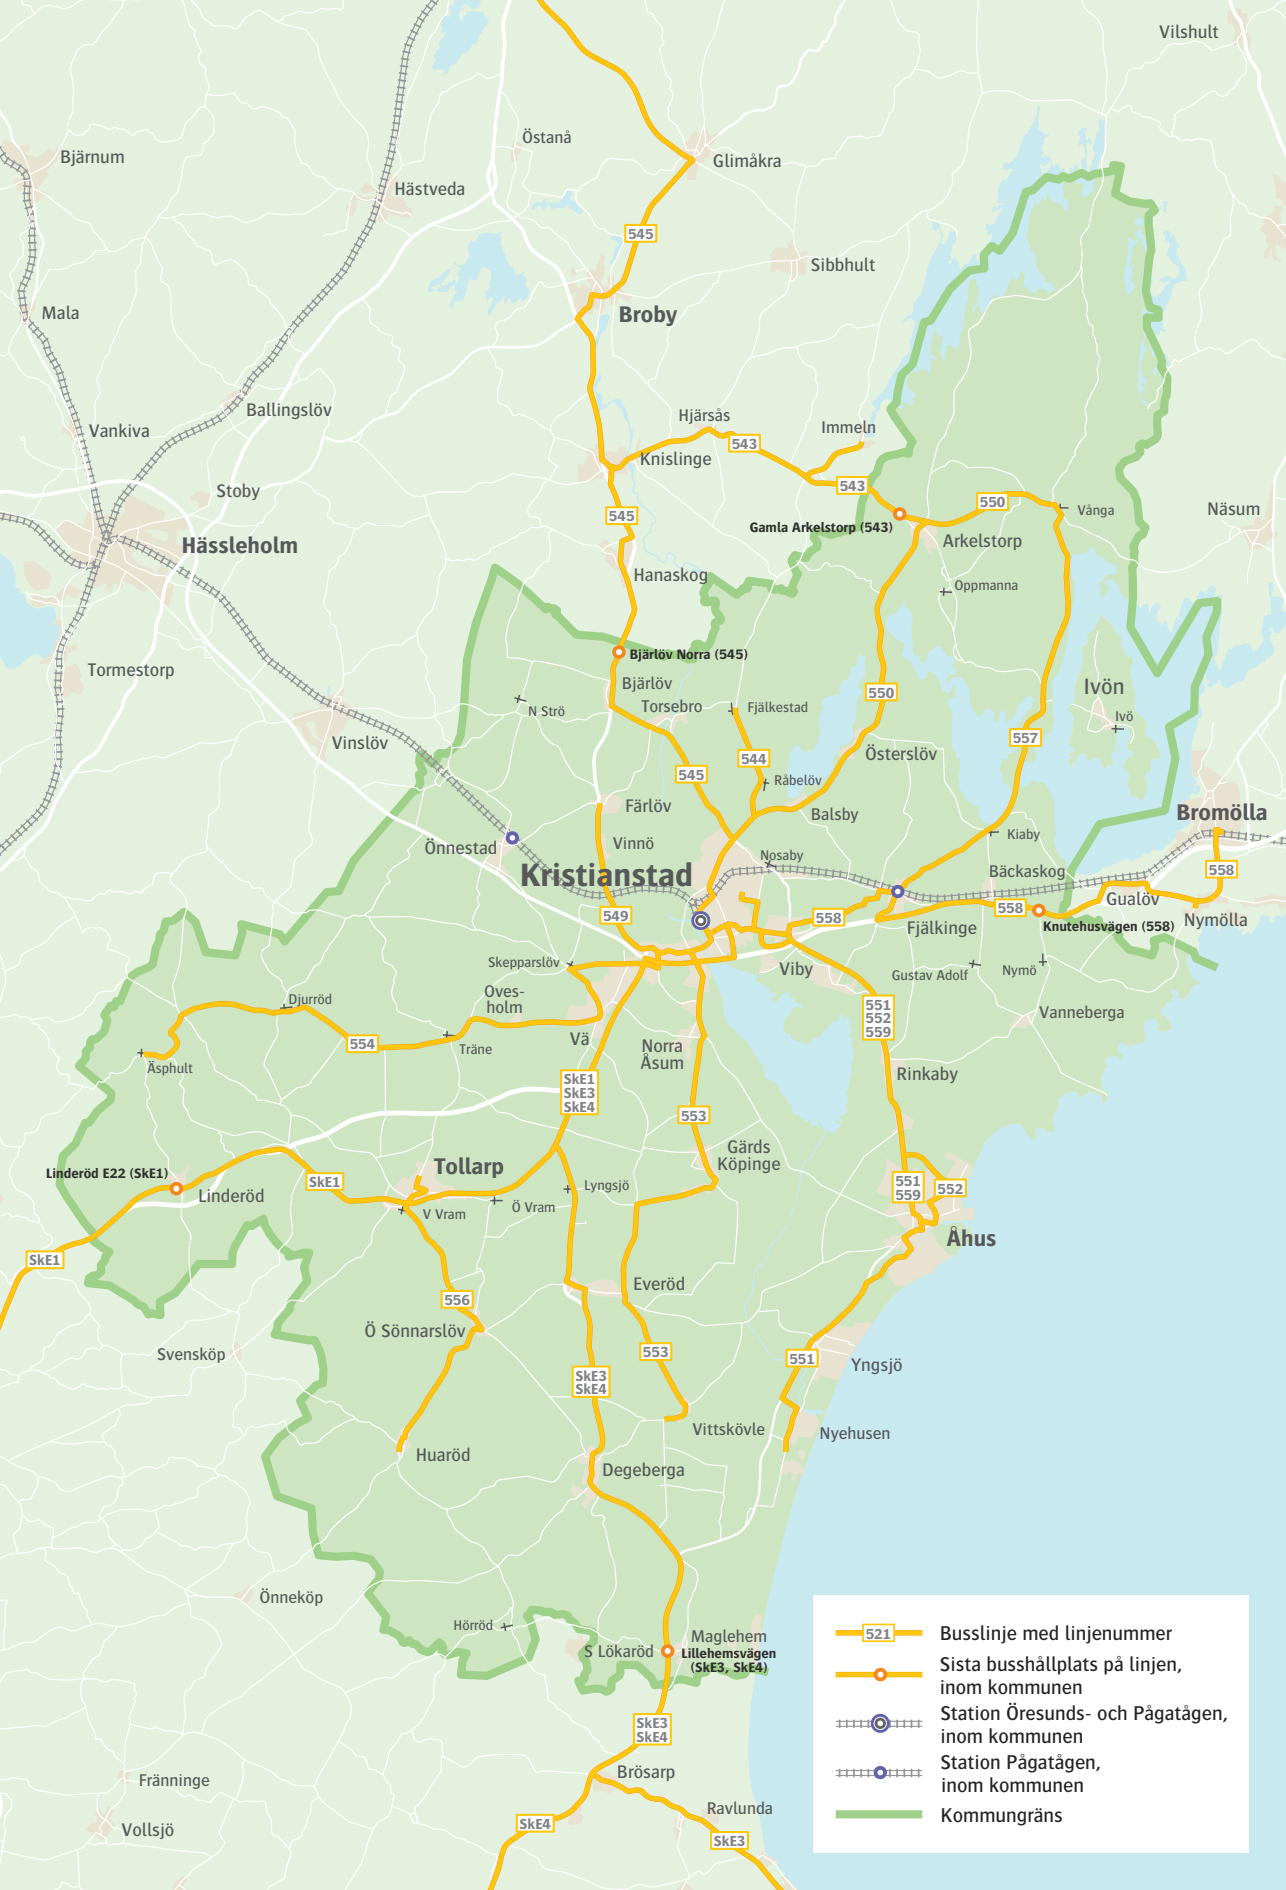 Vilshult
Östanå
Bjärnum
Glimåkra
Hästveda
545
Sibbhult
Mala
Broby
Ballingslöv
Hjärsås
Immeln
Vankiva
543
Knislinge
543
Stoby
550
Vånga
Näsum
545
Gamla Arkelstorp (543)
Hässleholm
Arkelstorp
Hanaskog
Oppmanna
Bjärlöv Norra (545)
Tormestorp
Bjärlöv
Ivön
550
N Strö
Torsebro
Fjälkestad
Ivö
Vinslöv
557
Österslöv
544
545
Råbelöv
Färlöv
Balsby
Bromölla
Kiaby
Önnestad
Vinnö
Nosaby
Kristianstad
Bäckaskog
558
Gualöv
549
558
558
Nymölla
Fjälkinge
Knutehusvägen (558)
Skepparslöv
Viby
Gustav Adolf
Nymö
Oves-
holm
Djurröd
551
552
559
Vanneberga
Vä
554
Träne
Norra
Åsum
Äsphult
Rinkaby
SkE1
SkE3
SkE4
553
Gärds
Köpinge
Linderöd E22 (SkE1)
Tollarp
SkE1
Lyngsjö
551
559
552
Linderöd
V Vram
Ö Vram
Åhus
SkE1
Everöd
556
Ö Sönnarslöv
Svensköp
553
551
Yngsjö
SkE3
SkE4
Vittskövle
Nyehusen
Huaröd
Degeberga
Önneköp
Hörröd
Maglehem
S Lökaröd
Lillehemsvägen
(SkE3, SkE4)
SkE3
SkE4
Brösarp
Fränninge
Ravlunda
Vollsjö
SkE4
SkE3
521
Busslinje med linjenummer
Sista busshållplats på linjen,
inom kommunen
Station Öresunds- och Pågatågen,
inom kommunen
Station Pågatågen,
inom kommunen
Kommungräns